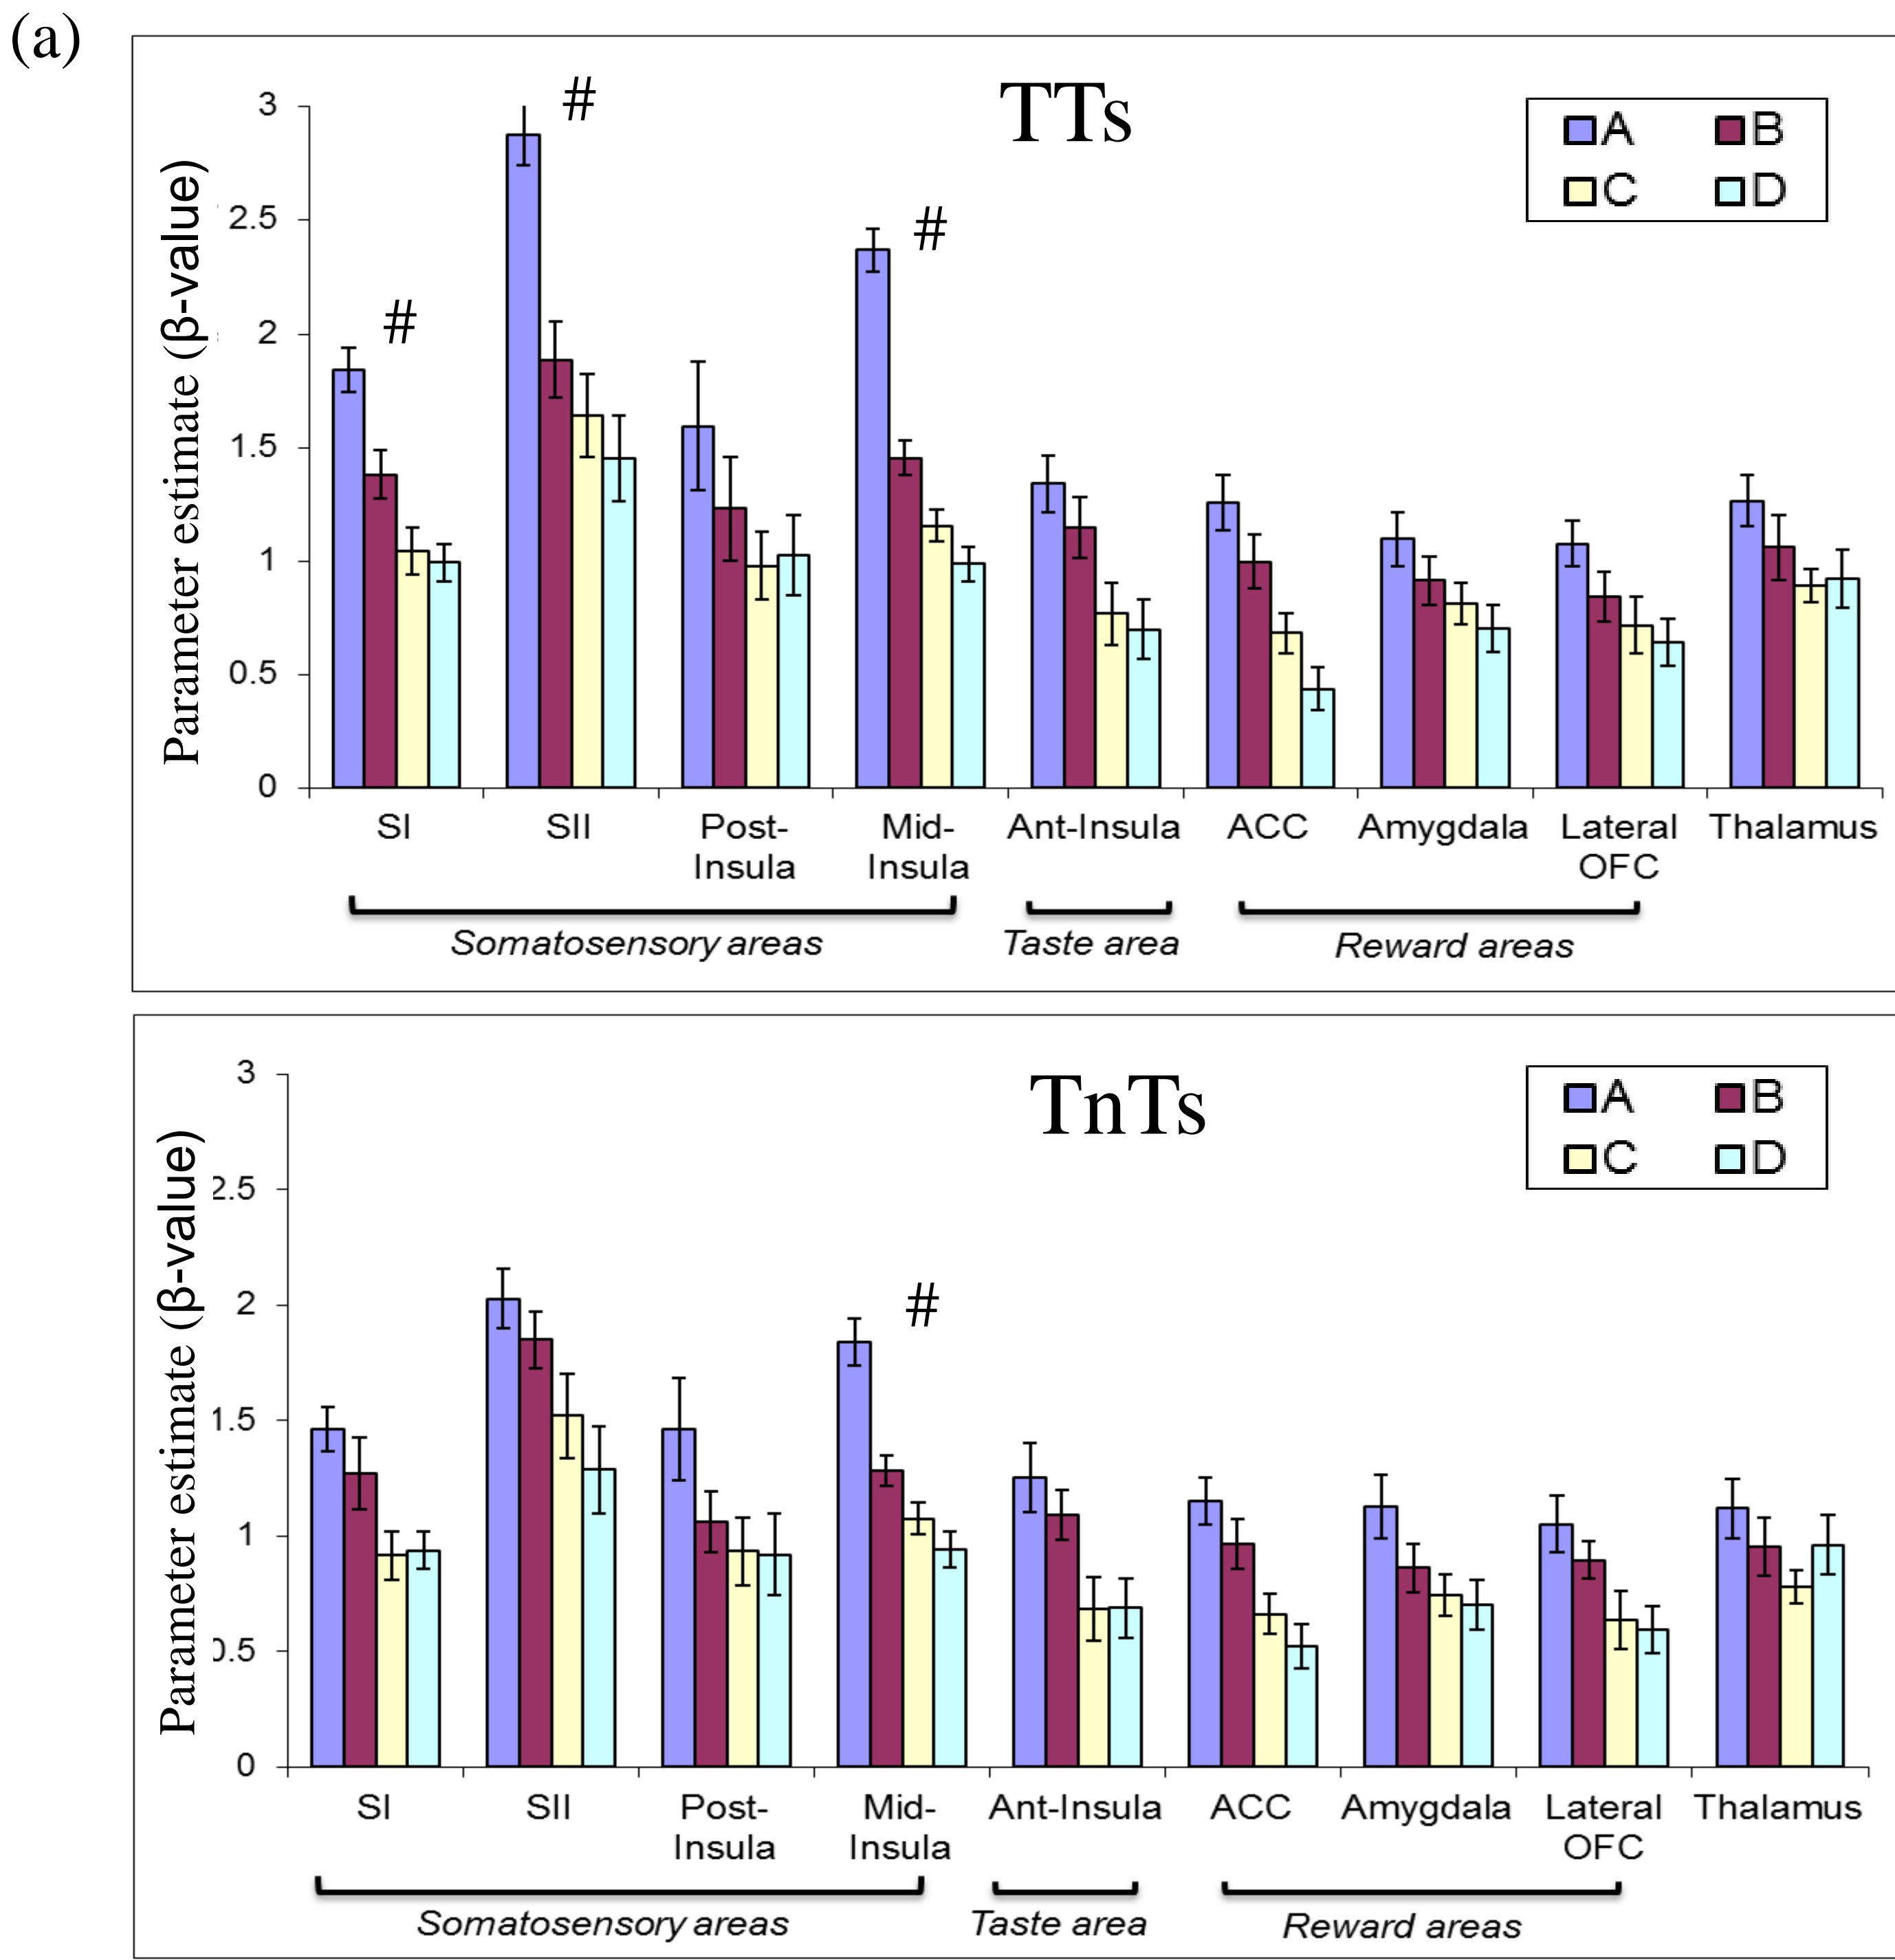 (a)
TTs
Parameter estimate (β-value)
3
2.5
2
1.5
1
0.5
0
#
#
#
#
A B
C D
SI SII Post-Insula Mid-Insula Ant-Insula ACC Amygdala Lateral OFC Thalamus
Somatosensory areas Taste area Reward areas
TnTs
Parameter estimate (β-value)
3
2.5
2
1.5
1
0.5
0
A B
C D
SI SII Post-Insula Mid-Insula Ant-Insula ACC Amygdala Lateral OFC Thalamus
Somatosensory areas Taste area Reward areas